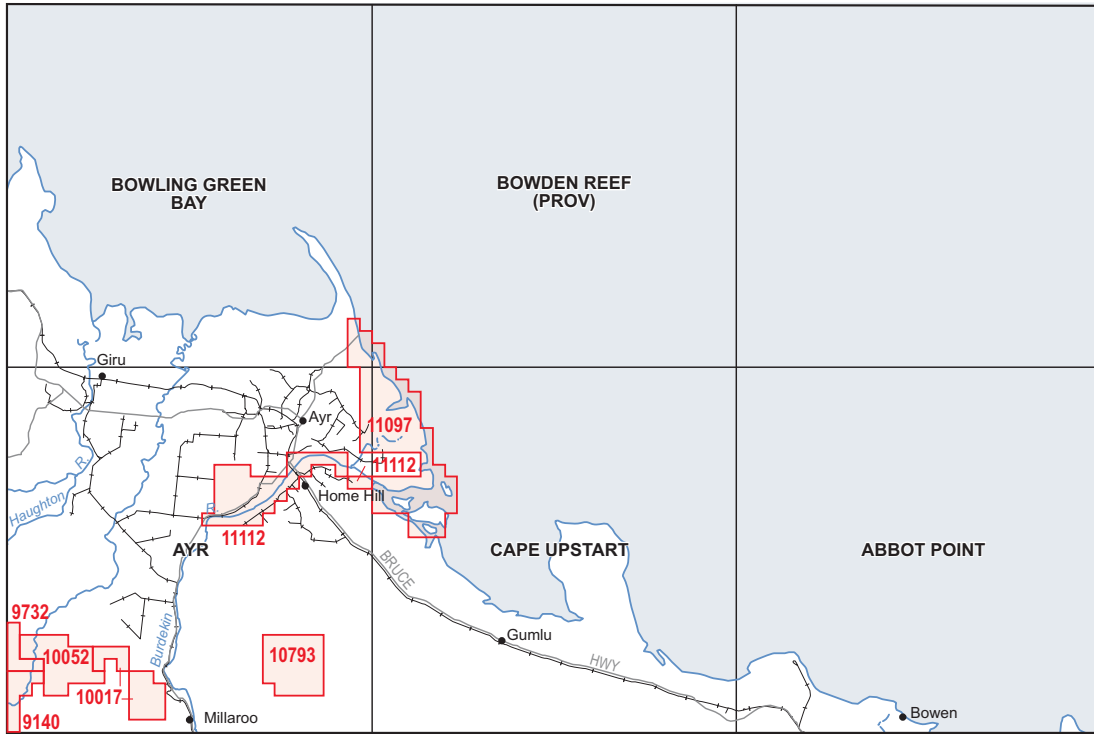 BOWLING GREEN
BAY
BOWDEN REEF
(PROV)
Giru
Ayr
11097
11112
Home Hill
R.
Haughton
R.
11112
AYR
CAPE UPSTART
ABBOT POINT
BRUCE
9732
Burdekin
10052
10793
Gumlu
HWY
10017
9140
Millaroo
Bowen